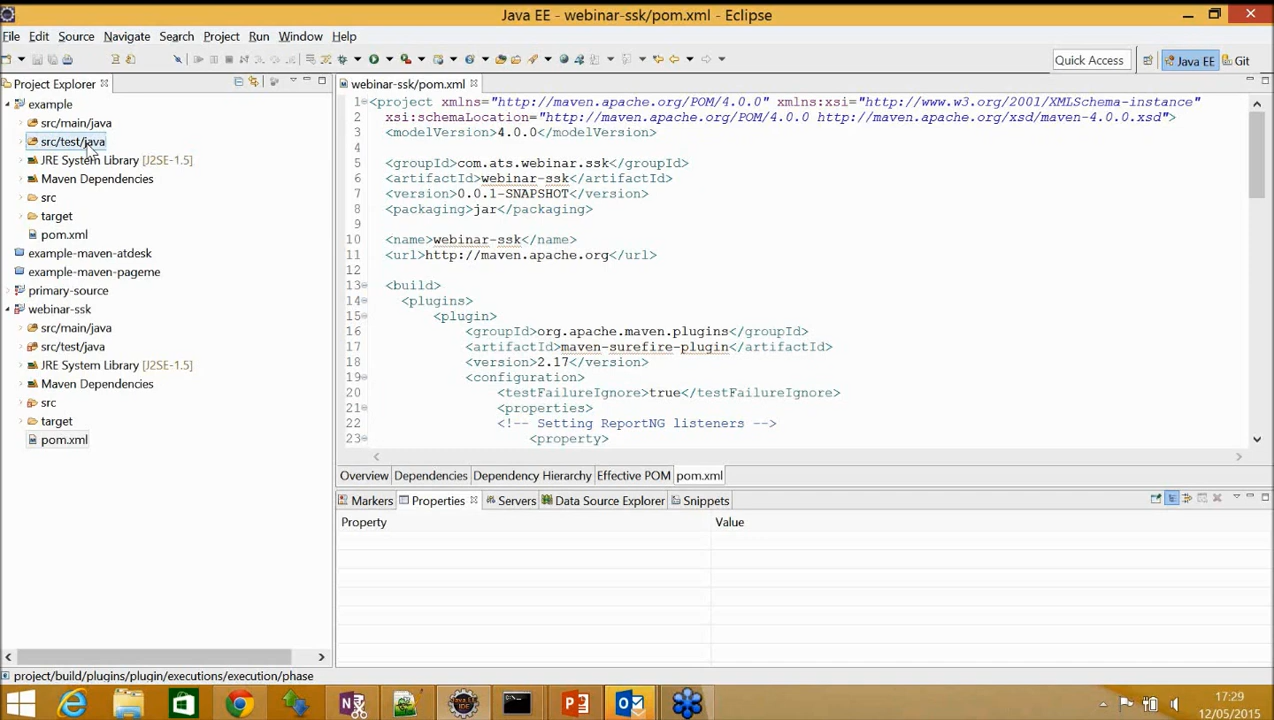 Java EE - webinar-ssk/pom.xml - Eclipse
File Edit Source Navigate Search Project Run Window Help
Quick Access
Java EE
Git
Project Explorer
example
src/main/java
src/test/java
JRE System Library [J2SE-1.5]
Maven Dependencies
src
target
pom.xml
example-maven-atdesk
example-maven-pageme
primary-source
webinar-ssk
src/main/java
src/test/java
JRE System Library [J2SE-1.5]
Maven Dependencies
src
target
pom.xml
webinar-ssk/pom.xml
1 <project xmlns="http://maven.apache.org/POM/4.0.0" xmlns:xsi="http://www.w3.org/2001/XMLSchema-instance"
2 xsi:schemaLocation="http://maven.apache.org/POM/4.0.0 http://maven.apache.org/xsd/maven-4.0.0.xsd">
3 <modelVersion>4.0.0</modelVersion>
4
5 <groupId>com.ats.webinar.ssk</groupId>
6 <artifactId>webinar-ssk</artifactId>
7 <version>0.0.1-SNAPSHOT</version>
8 <packaging>jar</packaging>
9
10 <name>webinar-ssk</name>
11 <url>http://maven.apache.org</url>
12
13 <build>
14 <plugins>
15 <plugin>
16 <groupId>org.apache.maven.plugins</groupId>
17 <artifactId>maven-surefire-plugin</artifactId>
18 <version>2.17</version>
19 <configuration>
20 <testFailureIgnore>true</testFailureIgnore>
21 <properties>
22 <!-- Setting ReportNG listeners -->
23 <property>
Overview Dependencies Dependency Hierarchy Effective POM pom.xml
Markers Properties Servers Data Source Explorer Snippets
Property Value
project/build/plugins/plugin/executions/execution/phase
17:29
12/05/2015